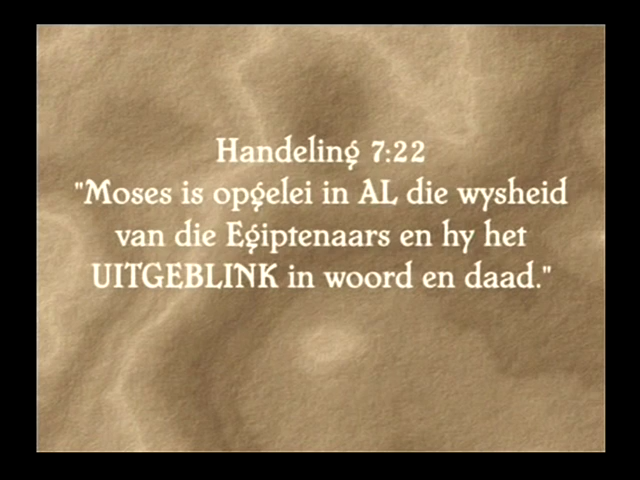 Handeling 7:22
"Moses is opgelei in AL die wysheid
van die Egiptenaars en hy het
UITGEBLINK in woord en daad."